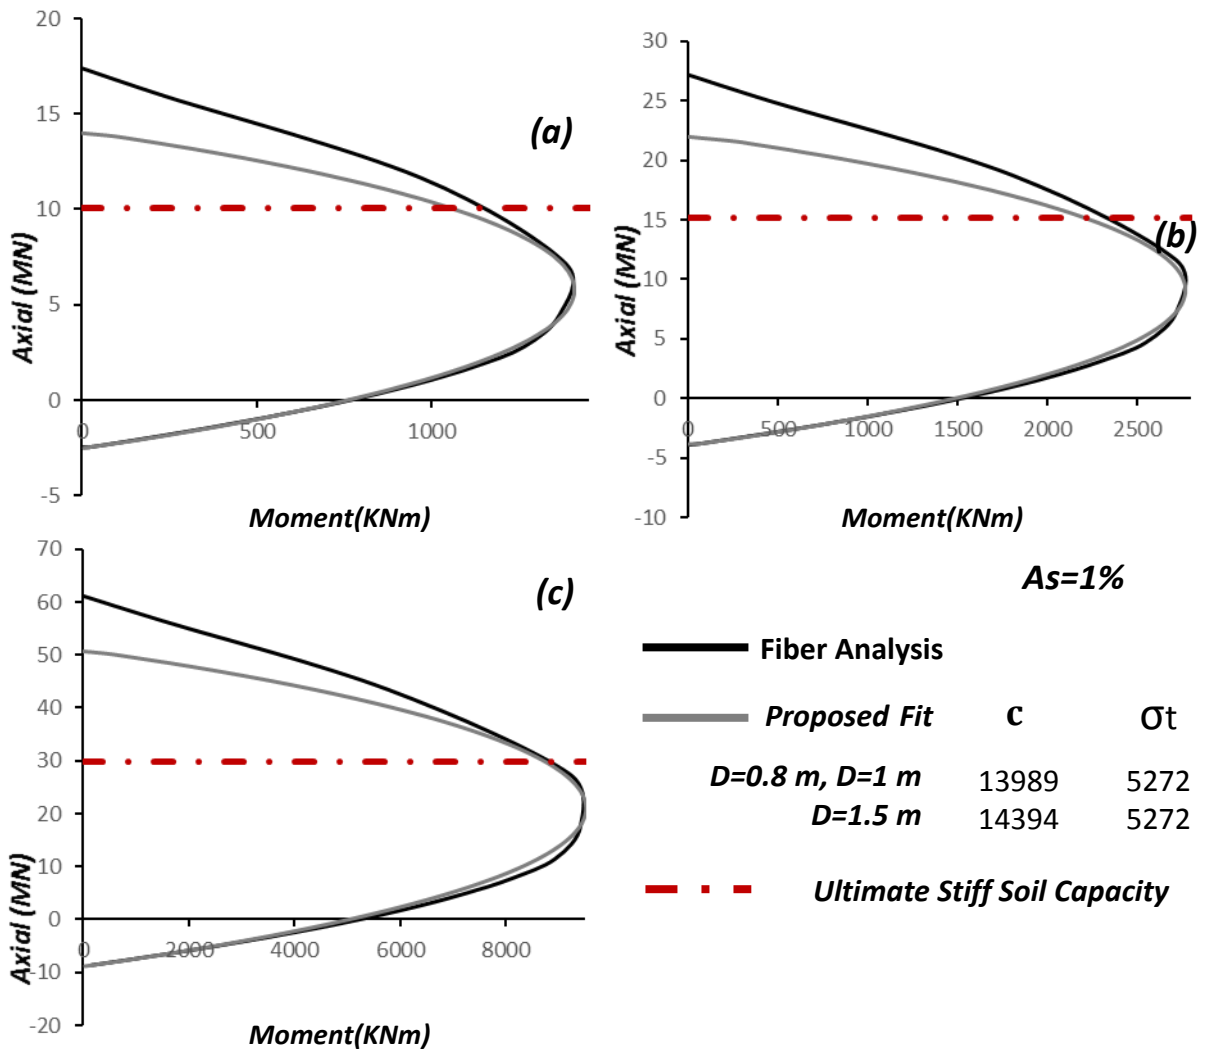 20
15
10
5
0
-5
0
500
1000
Axial (MN)
Moment(KNm)
(a)
30
25
20
15
10
5
0
-5
-10
0
500
1000
1500
2000
2500
Axial (MN)
Moment(KNm)
(b)
70
60
50
40
30
20
10
0
-10
-20
0
2000
4000
6000
8000
Axial (MN)
Moment(KNm)
(c)
As=1%
Fiber Analysis
Proposed Fit c σt
D=0.8 m, D=1 m 13989 5272
D=1.5 m 14394 5272
Ultimate Stiff Soil Capacity